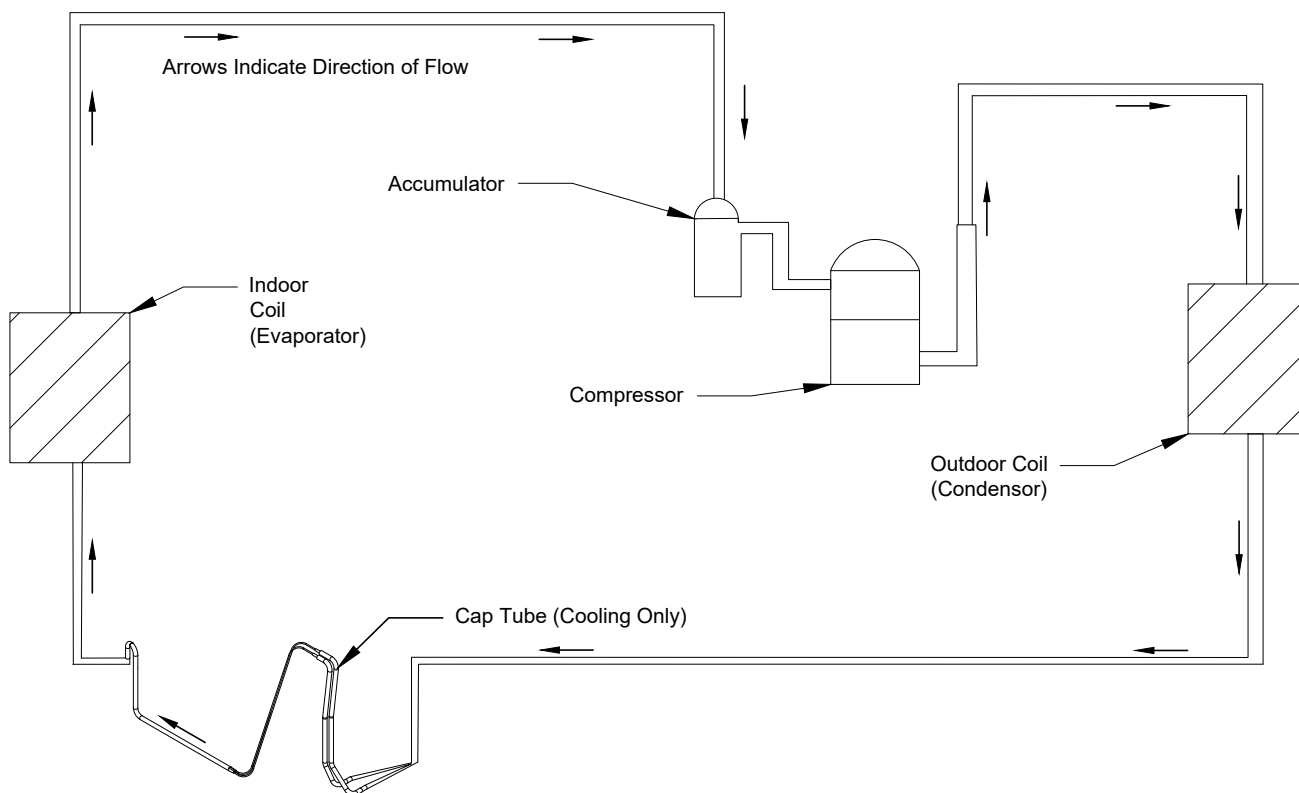 Arrows Indicate Direction of Flow
Accumulator
Indoor
Coil
(Evaporator)
Compressor
Outdoor Coil
(Condensor)
Cap Tube (Cooling Only)